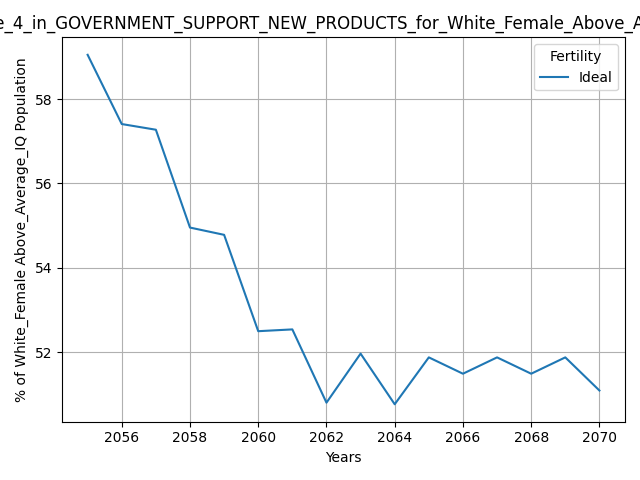 e_4_in_GOVERNMENT_SUPPORT_NEW_PRODUCTS_for_White_Female_Above_A
Fertility
Ideal
% of White_Female Above_Average_IQ Population
58
56
54
52
2056 2058 2060 2062 2064 2066 2068 2070
Years